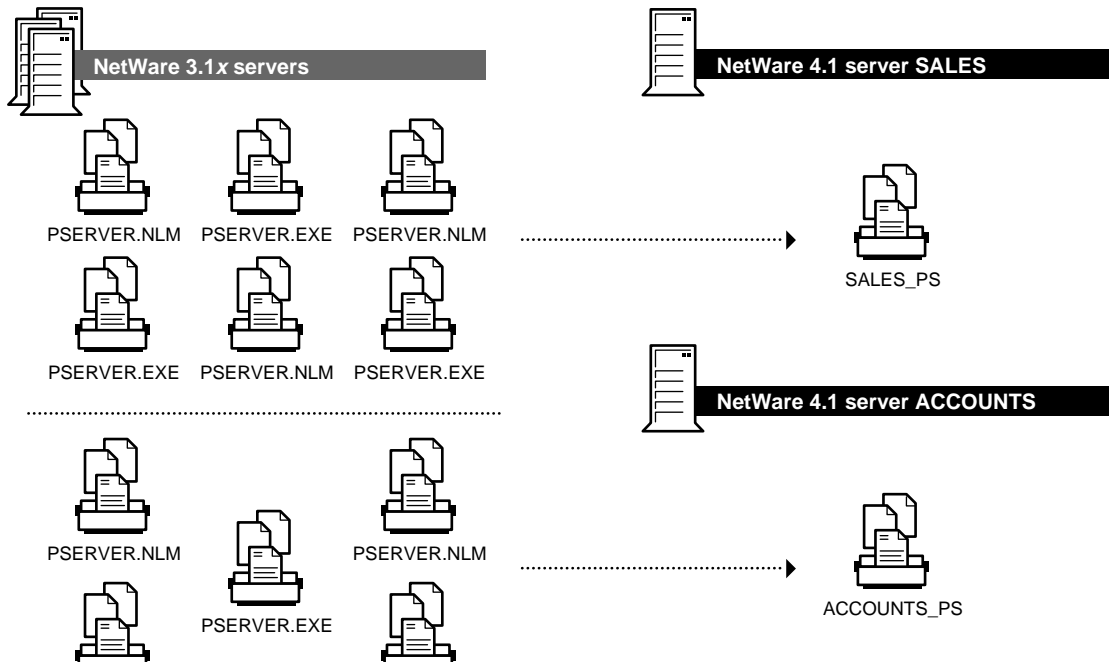 NetWare 3.1x servers
PSERVER.NLM PSERVER.EXE PSERVER.NLM
PSERVER.EXE PSERVER.NLM PSERVER.EXE
PSERVER.NLM PSERVER.NLM
PSERVER.EXE
NetWare 4.1 server SALES
SALES_PS
NetWare 4.1 server ACCOUNTS
ACCOUNTS_PS